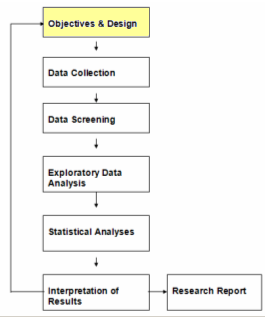 Objectives & Design
Data Collection
Data Screening
Exploratory Data
Analysis
Statistical Analyses
Interpretation of
Results
Research Report